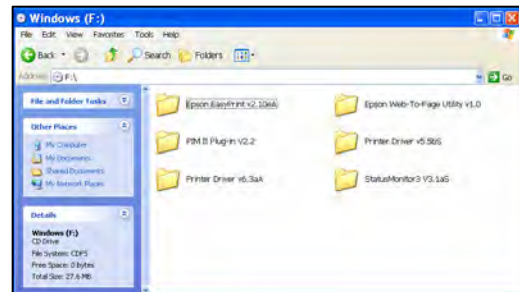 Windows (F:)
File Edit View Favorites Tools Help
Back Search Folders
Address F:\ Go
File and Folder Tasks
Other Places
My Computer
My Documents
Shared Documents
My Network Places
Details
Windows (F:)
CD Drive
File System: CDFS
Free Space: 0 bytes
Total Size: 27.6 MB
Epson EasyPrint v2.10eA
Epson Web-To-Page Utility v1.0
PIM II Plug-in V2.2
Printer Driver v5.5bS
Printer Driver v6.3aA
StatusMonitor3 V3.1aS